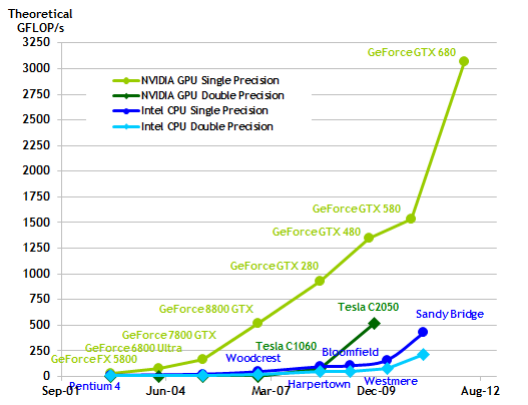 Theoretical
GFLOP/s
3250
3000
2750
2500
2250
2000
1750
1500
1250
1000
750
500
250
0
NVIDIA GPU Single Precision
NVIDIA GPU Double Precision
Intel CPU Single Precision
Intel CPU Double Precision
GeForce GTX 680
GeForce GTX 580
GeForce GTX 480
GeForce GTX 280
GeForce 8800 GTX
GeForce 7800 GTX
GeForce 6800 Ultra
GeForce FX 5800
Tesla C2050
Tesla C1060
Sandy Bridge
Woodcrest
Bloomfield
Pentium 4
Harpertown
Westmere
Sep-01
Jun-04
Mar-07
Dec-09
Aug-12